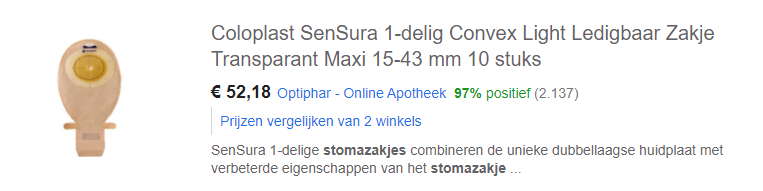 Coloplast SenSura 1-delig Convex Light Ledigbaar Zakje
Transparant Maxi 15-43 mm 10 stuks
€ 52,18 Optiphar - Online Apotheek 97% positief (2.137)
Prijzen vergelijken van 2 winkels
SenSura 1-delige stomazakjes combineren de unieke dubbellaagse huidplaat met
verbeterde eigenschappen van het stomazakje ...